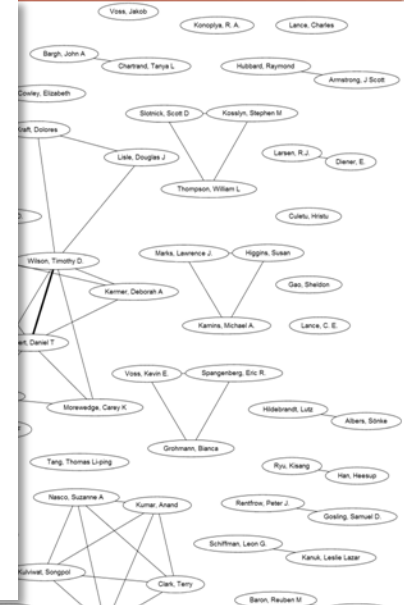 Voss, Jakob
Konoplya, R. A.
Lance, Charles
Bargh, John A
Chartrand, Tanya L
Hubbard, Raymond
Armstrong, J Scott
Cowley, Elizabeth
Slotnick, Scott D
Kosslyn, Stephen M
Kraft, Dolores
Lisle, Douglas J
Larsen, R.J.
Diener, E.
Thompson, William L
Culetu, Hristu
Wilson, Timothy D.
Marks, Lawrence J.
Higgins, Susan
Kermer, Deborah A
Gao, Sheldon
Kamins, Michael A.
Lance, C. E.
ert, Daniel T
Voss, Kevin E.
Spangenberg, Eric R.
Morewedge, Carey K
Hildebrandt, Lutz
Albers, Sönke
Grohmann, Bianca
Tang, Thomas Li-ping
Ryu, Kisang
Han, Heesup
Nasco, Suzanne A
Kumar, Anand
Rentfrow, Peter J.
Gosling, Samuel D.
Schiffman, Leon G.
Kanuk, Leslie Lazar
Kulviwat, Songpol
Clark, Terry
Baron, Reuben M